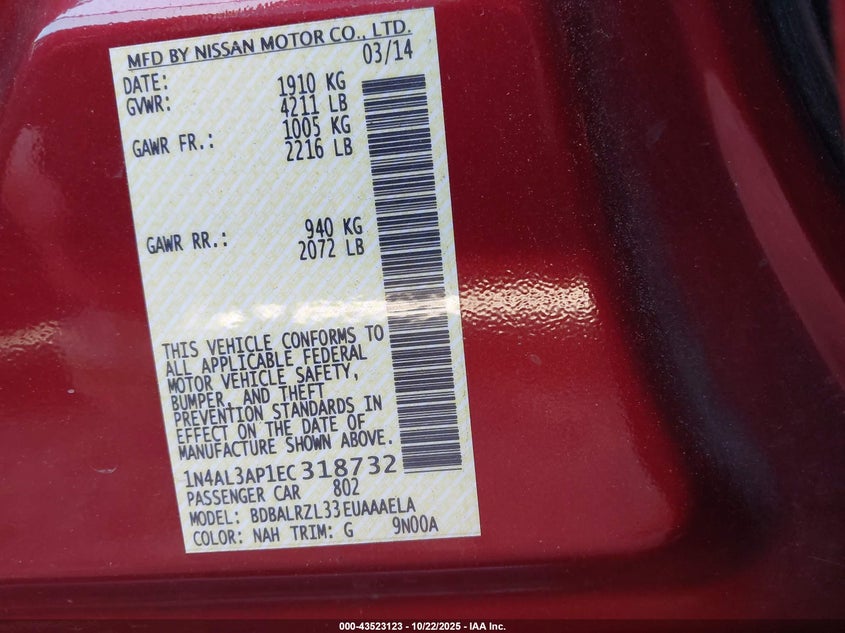 MFD BY NISSAN MOTOR CO., LTD.
DATE: 03/14
GVWR: 1910 KG
4211 LB
GAWR FR.: 1005 KG
2216 LB
GAWR RR.: 940 KG
2072 LB
THIS VEHICLE CONFORMS TO
ALL APPLICABLE FEDERAL
MOTOR VEHICLE SAFETY,
BUMPER, AND THEFT
PREVENTION STANDARDS IN
EFFECT ON THE DATE OF
MANUFACTURE SHOWN ABOVE.
1N4AL3AP1EC318732
PASSENGER CAR 802
MODEL: BDBALRZL33EUAAAELA
COLOR: NAH TRIM: G 9N00A
000-43523123 - 10/22/2025 - IAA Inc.